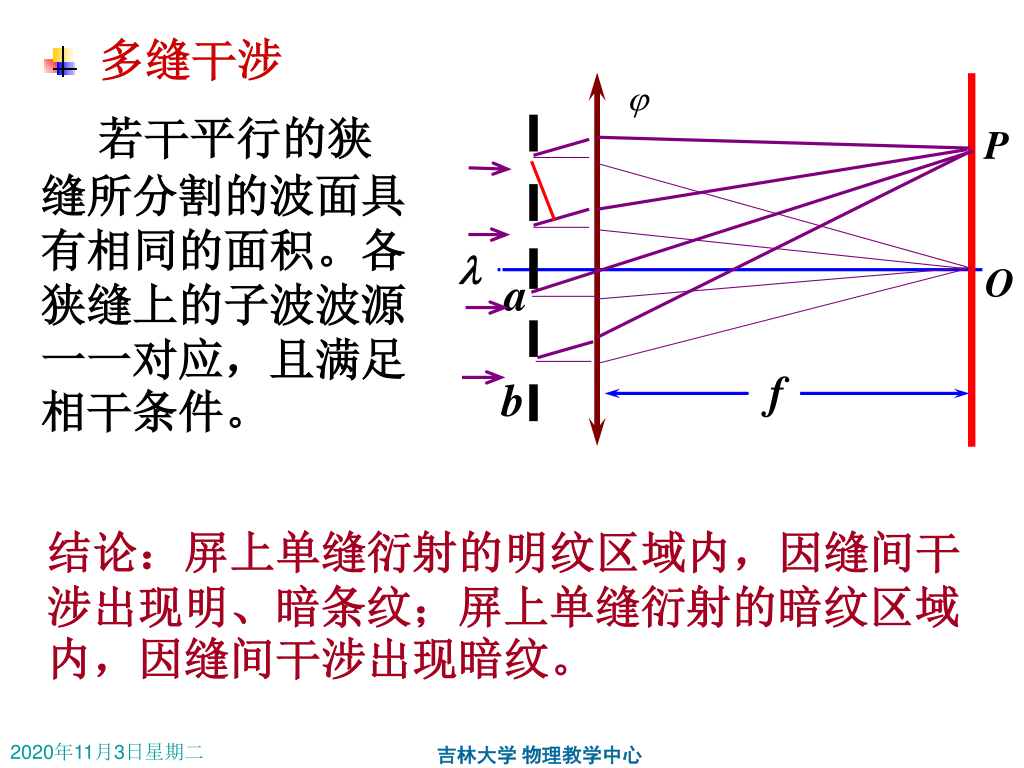 多缝干涉
若干平行的狭
缝所分割的波面具
有相同的面积。各
狭缝上的子波波源
一一对应，且满足
相干条件。
φ
P
λ
a
O
b
f
结论：屏上单缝衍射的明纹区域内，因缝间干
涉出现明、暗条纹；屏上单缝衍射的暗纹区域
内，因缝间干涉出现暗纹。
2020年11月3日星期二
吉林大学 物理教学中心